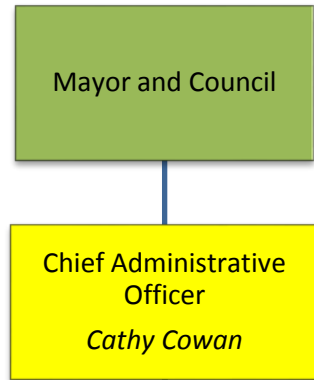 Mayor and Council
Chief Administrative
Officer
Cathy Cowan